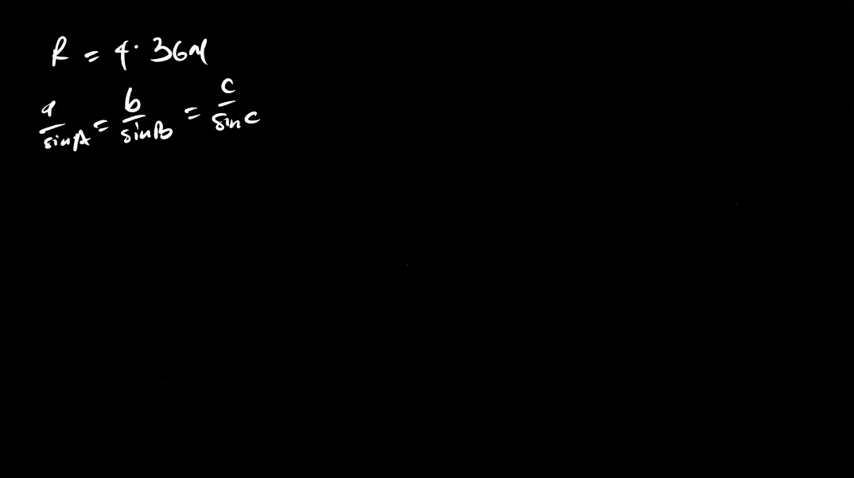 R = 4.36m
a/sinA = b/sinB = c/sinC